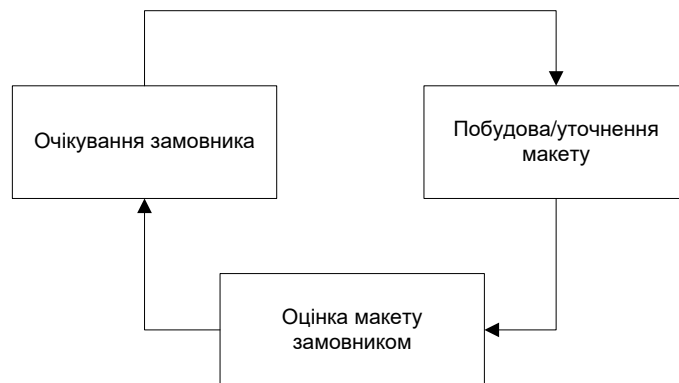 Очікування замовника
Побудова/уточнення
макету
Оцінка макету
замовником